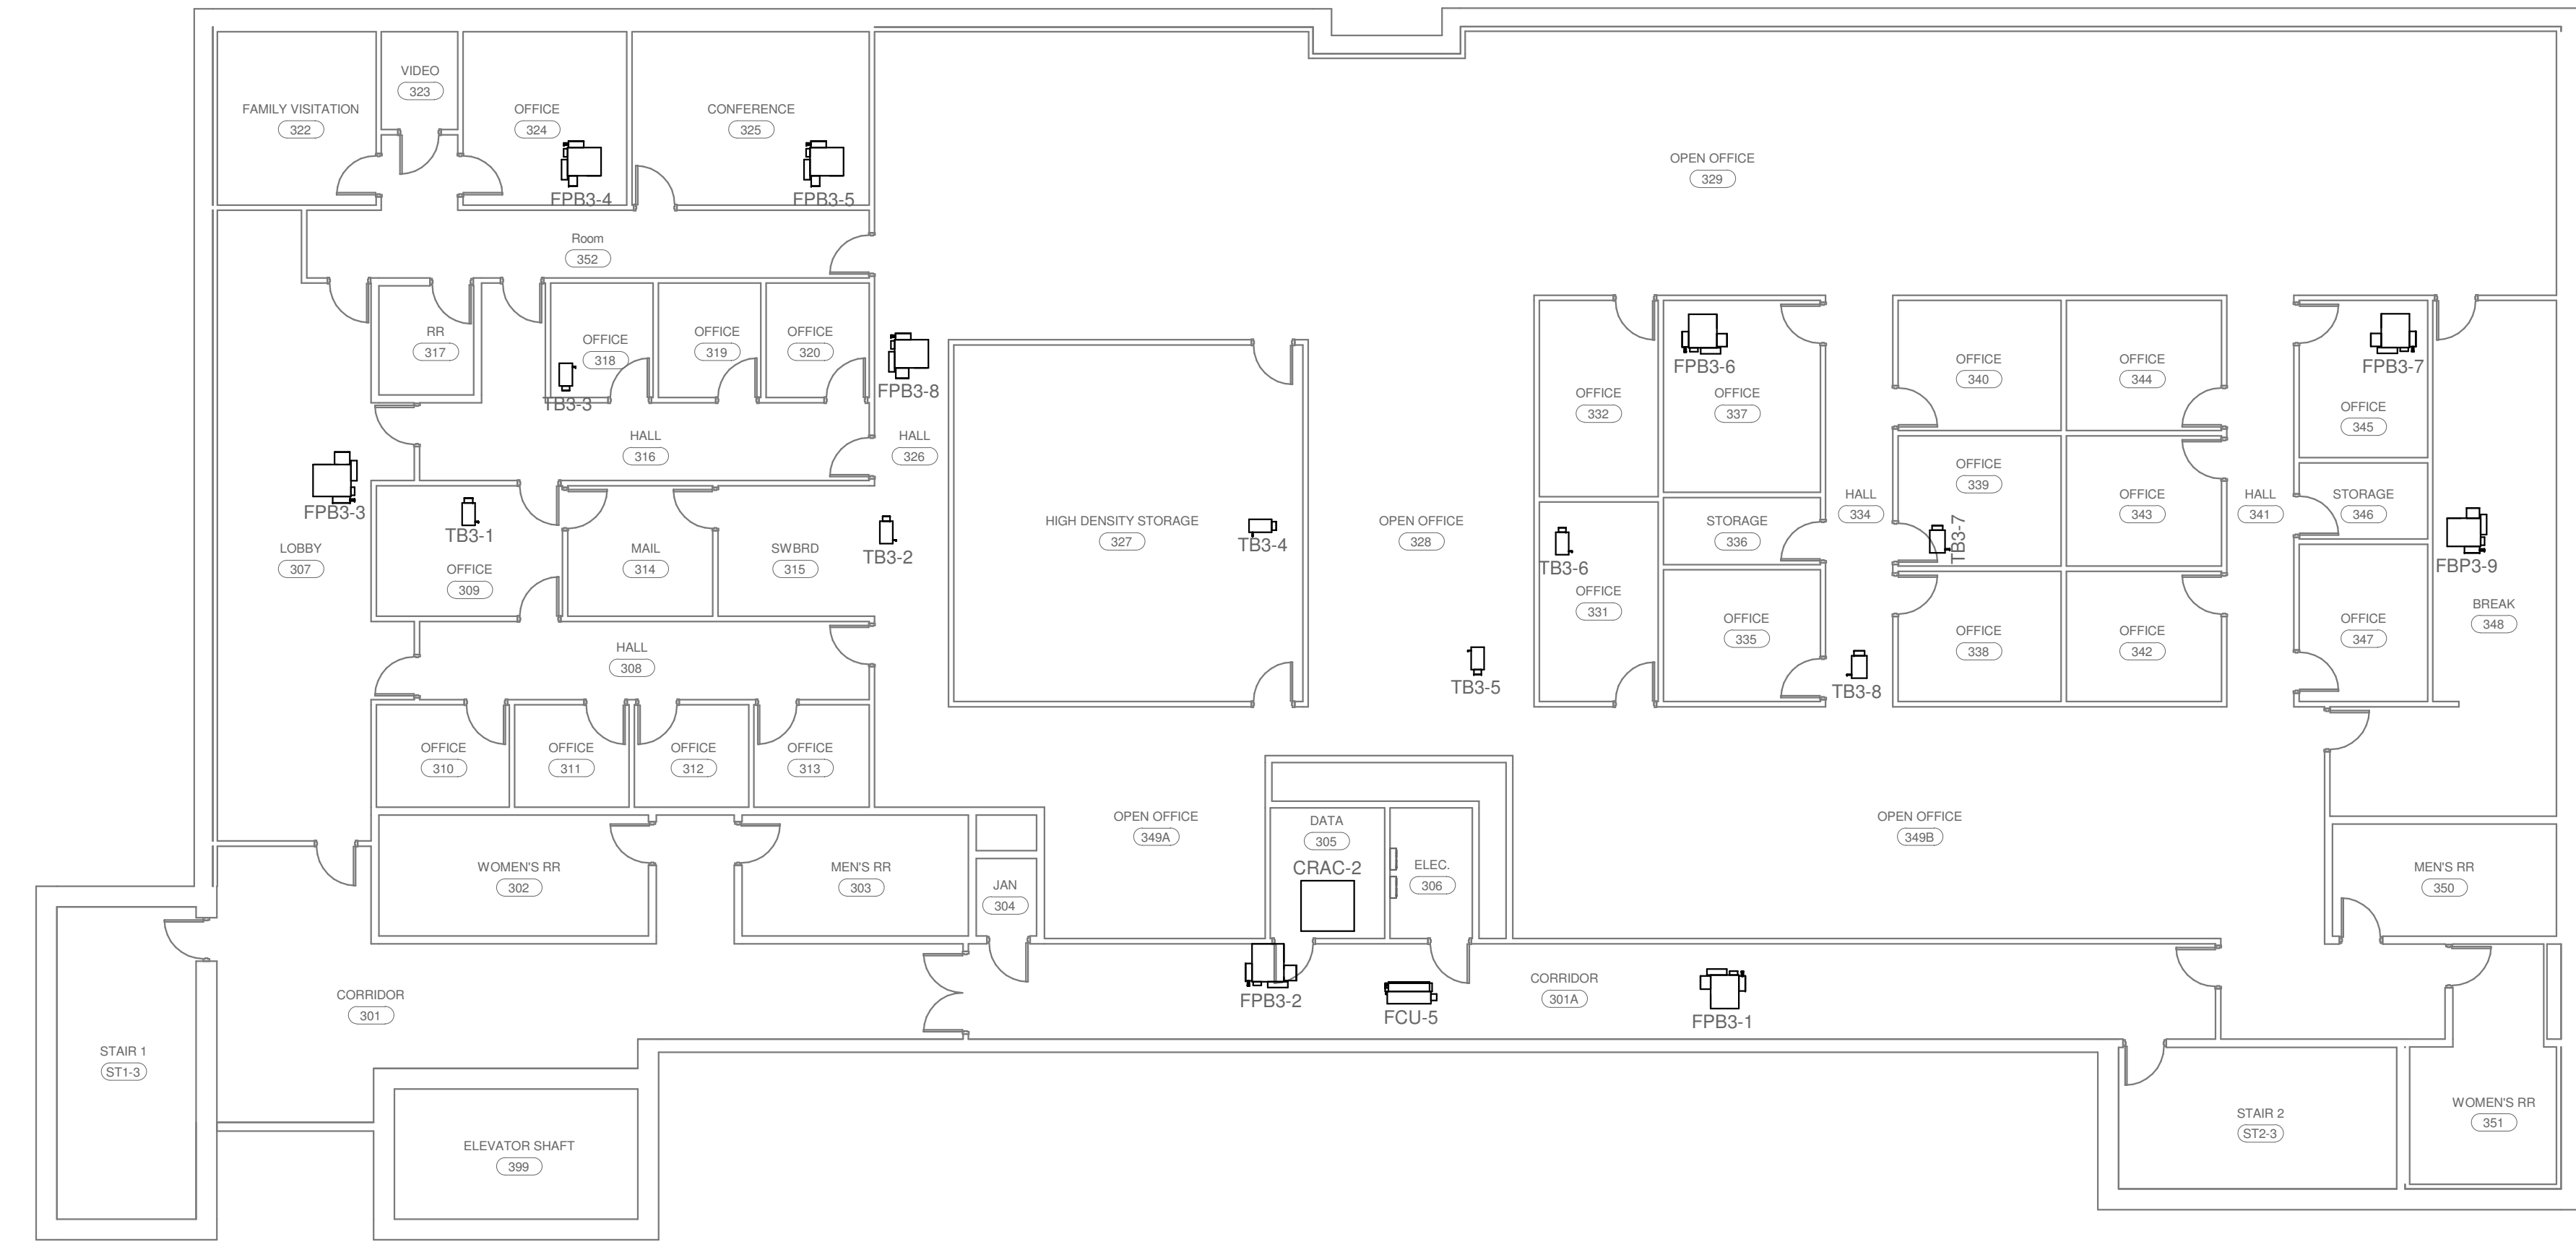 VIDEO
323
FAMILY VISITATION
322
OFFICE
324
CONFERENCE
325
FPB3-4
FPB3-5
OPEN OFFICE
329
Room
352
RR
317
OFFICE
318
OFFICE
319
OFFICE
320
TB3-3
FPB3-8
FPB3-6
FPB3-7
OFFICE
332
OFFICE
337
OFFICE
340
OFFICE
344
OFFICE
345
HALL
316
HALL
326
FPB3-3
LOBBY
307
TB3-1
OFFICE
309
MAIL
314
SWBRD
315
TB3-2
HIGH DENSITY STORAGE
327
TB3-4
OPEN OFFICE
328
TB3-6
OFFICE
331
STORAGE
336
OFFICE
335
HALL
334
OFFICE
339
TB3-7
OFFICE
343
HALL
341
STORAGE
346
FBP3-9
BREAK
348
HALL
308
TB3-5
TB3-8
OFFICE
338
OFFICE
342
OFFICE
347
OFFICE
310
OFFICE
311
OFFICE
312
OFFICE
313
OPEN OFFICE
349A
DATA
305
CRAC-2
ELEC.
306
OPEN OFFICE
349B
WOMEN'S RR
302
MEN'S RR
303
JAN
304
MEN'S RR
350
CORRIDOR
301
FPB3-2
FCU-5
CORRIDOR
301A
FPB3-1
STAIR 1
ST1-3
ELEVATOR SHAFT
399
STAIR 2
ST2-3
WOMEN'S RR
351